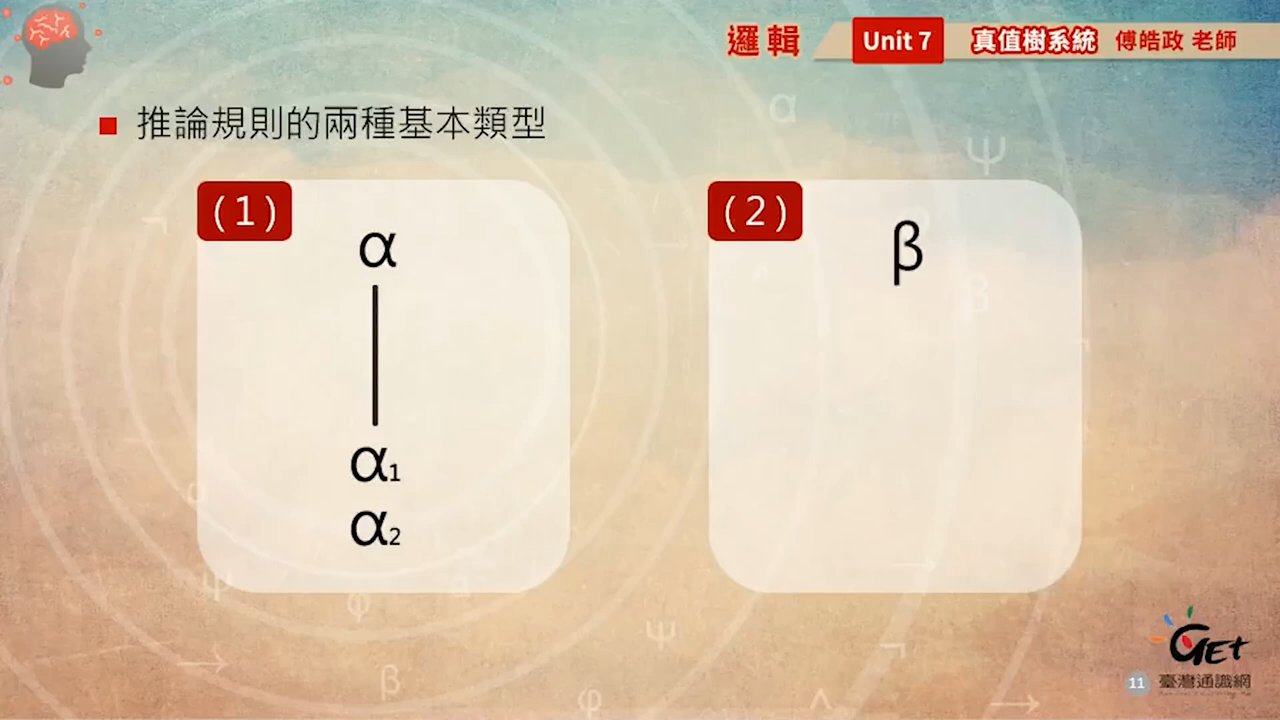 邏輯 Unit 7 真值樹系統 傅皓政 老師
推論規則的兩種基本類型
(1)
α
α1
α2
(2)
β
GEt
11 臺灣通識網